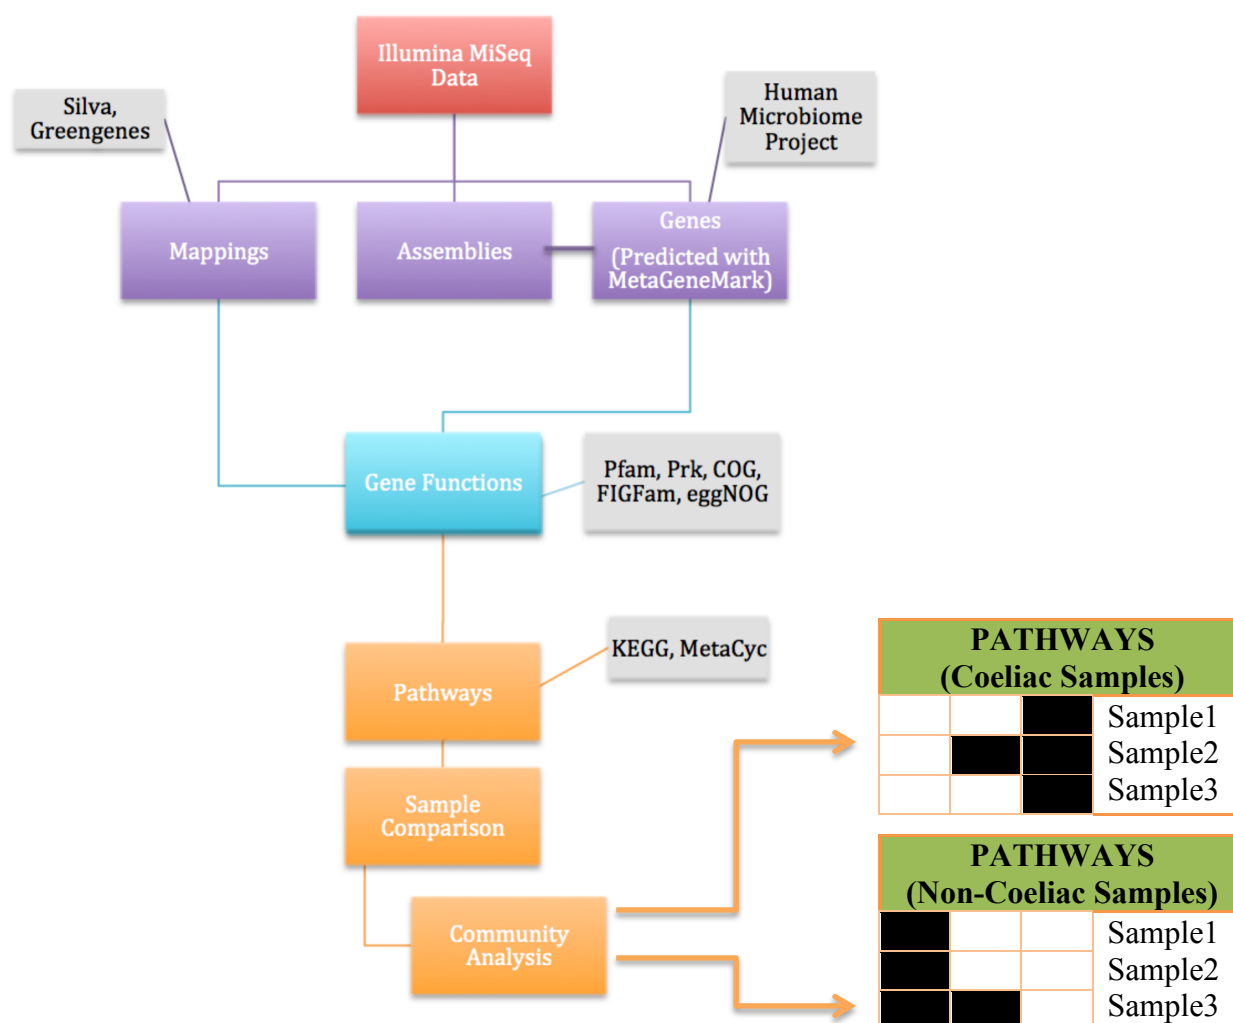 Illumina MiSeq
Data
Silva,
Greengenes
Human
Microbiome
Project
Mappings
Assemblies
Genes
(Predicted with
MetaGeneMark)
Gene Functions
Pfam, Prk, COG,
FIGFam, eggNOG
Pathways
KEGG, MetaCyc
Sample
Comparison
Community
Analysis
PATHWAYS
(Coeliac Samples)
Sample1
Sample2
Sample3
PATHWAYS
(Non-Coeliac Samples)
Sample1
Sample2
Sample3